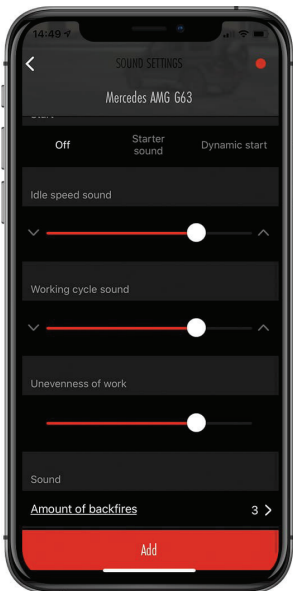 14:49
SOUND SETTINGS
Mercedes AMG G63
Start
Off
Starter
sound
Dynamic start
Idle speed sound
Working cycle sound
Unevenness of work
Sound
Amount of backfires
3
Add